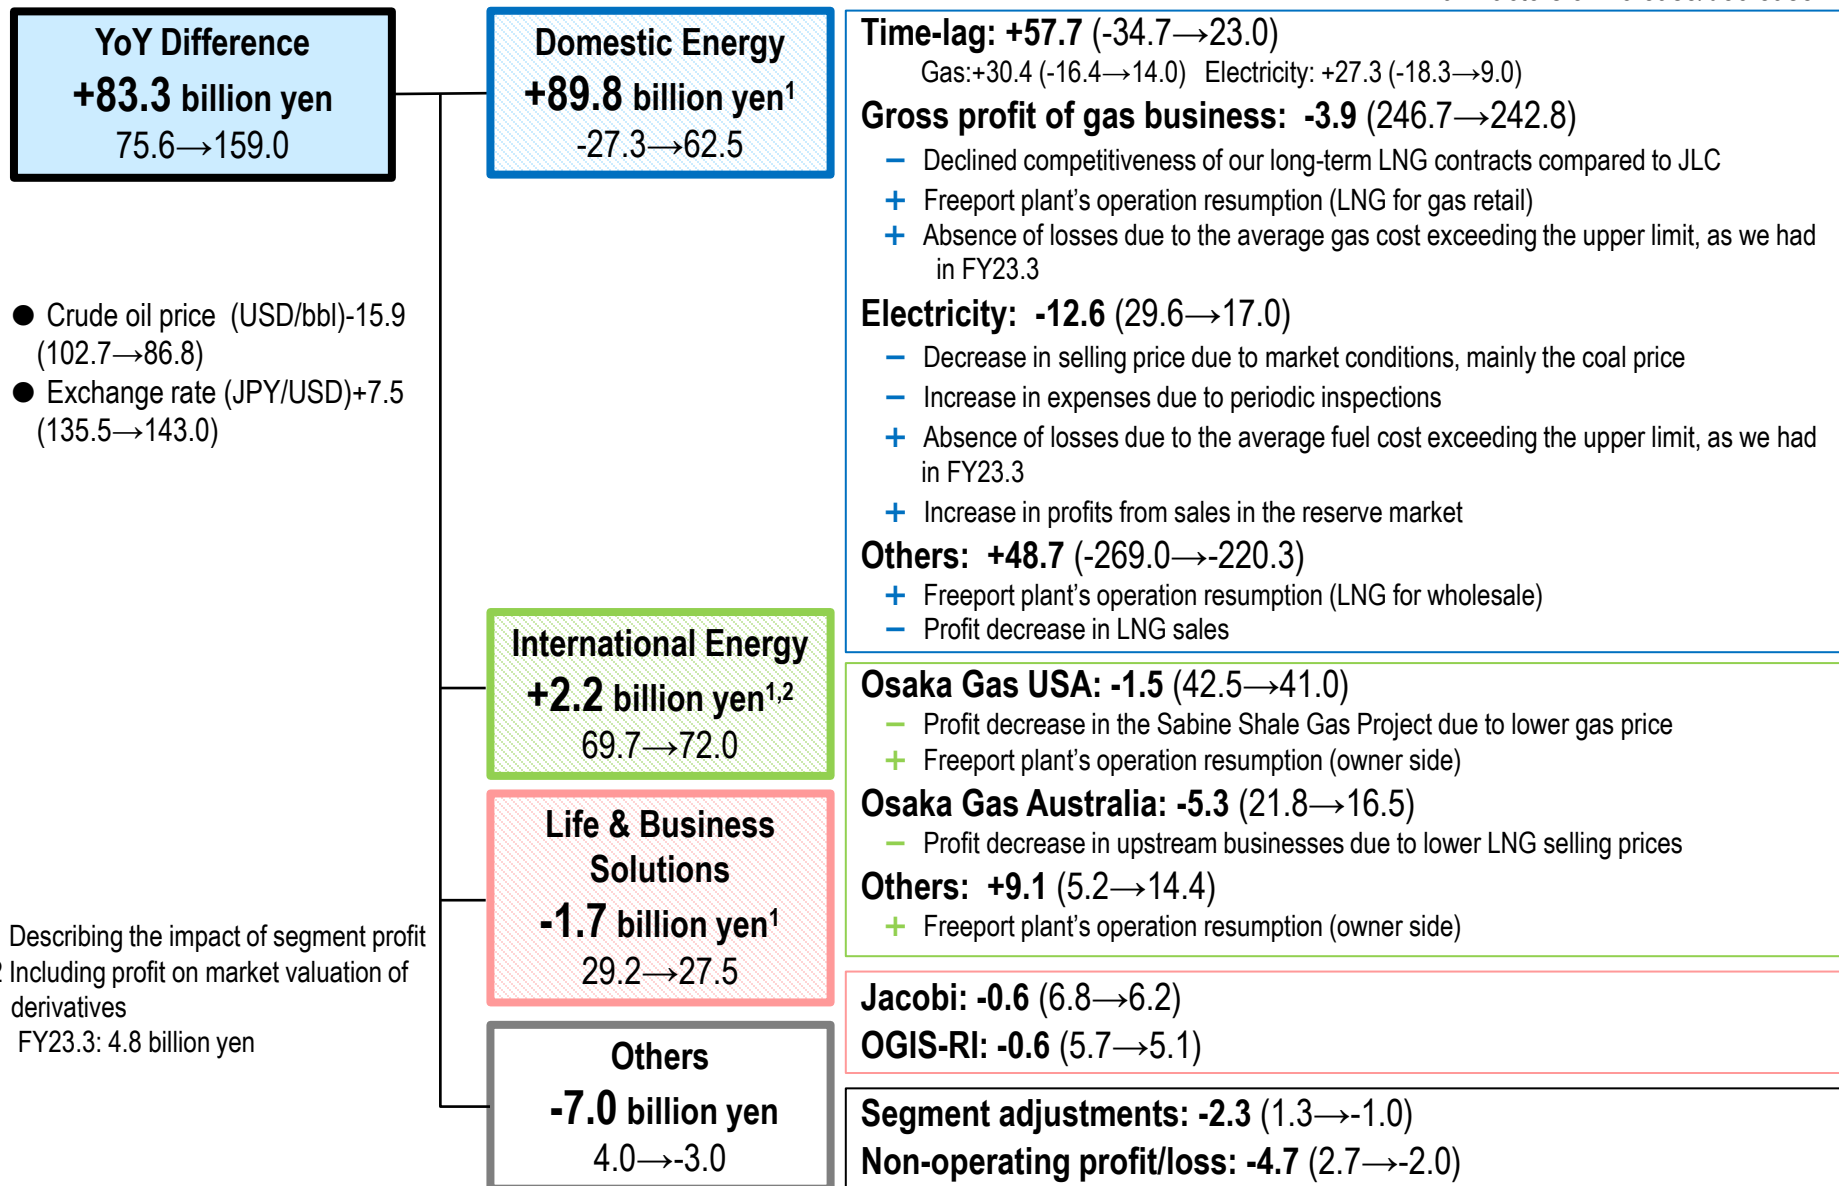 YoY Difference
+83.3 billion yen
75.6→159.0
● Crude oil price (USD/bbl)-15.9
(102.7→86.8)
● Exchange rate (JPY/USD)+7.5
(135.5→143.0)
Describing the impact of segment profit
2 Including profit on market valuation of
derivatives
FY23.3: 4.8 billion yen
Domestic Energy
+89.8 billion yen1
-27.3→62.5
International Energy
+2.2 billion yen1,2
69.7→72.0
Life & Business
Solutions
-1.7 billion yen1
29.2→27.5
Others
-7.0 billion yen
4.0→-3.0
Time-lag: +57.7 (-34.7→23.0)
Gas:+30.4 (-16.4→14.0) Electricity: +27.3 (-18.3→9.0)
Gross profit of gas business: -3.9 (246.7→242.8)
− Declined competitiveness of our long-term LNG contracts compared to JLC
+ Freeport plant’s operation resumption (LNG for gas retail)
+ Absence of losses due to the average gas cost exceeding the upper limit, as we had
in FY23.3
Electricity: -12.6 (29.6→17.0)
− Decrease in selling price due to market conditions, mainly the coal price
− Increase in expenses due to periodic inspections
+ Absence of losses due to the average fuel cost exceeding the upper limit, as we had
in FY23.3
+ Increase in profits from sales in the reserve market
Others: +48.7 (-269.0→-220.3)
+ Freeport plant’s operation resumption (LNG for wholesale)
− Profit decrease in LNG sales
Osaka Gas USA: -1.5 (42.5→41.0)
− Profit decrease in the Sabine Shale Gas Project due to lower gas price
+ Freeport plant’s operation resumption (owner side)
Osaka Gas Australia: -5.3 (21.8→16.5)
− Profit decrease in upstream businesses due to lower LNG selling prices
Others: +9.1 (5.2→14.4)
+ Freeport plant’s operation resumption (owner side)
Jacobi: -0.6 (6.8→6.2)
OGIS-RI: -0.6 (5.7→5.1)
Segment adjustments: -2.3 (1.3→-1.0)
Non-operating profit/loss: -4.7 (2.7→-2.0)